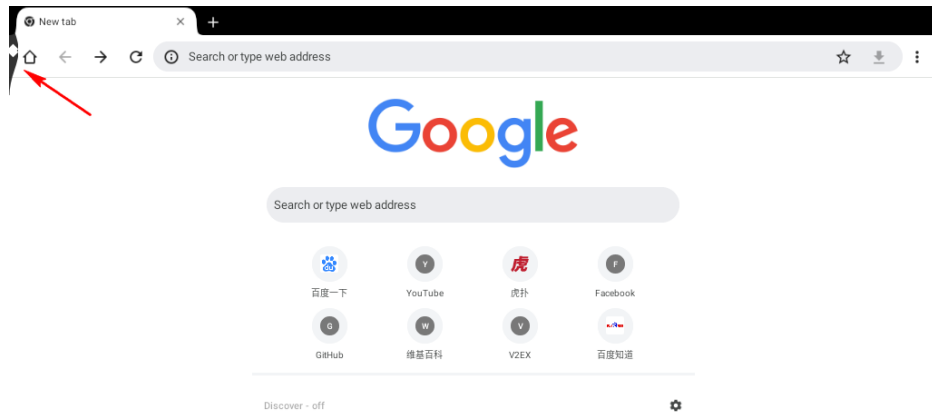 New tab
Search or type web address
Google
Search or type web address
百度一下
Y
YouTube
虎
虎扑
F
Facebook
G
GitHub
W
维基百科
V
V2EX
百度知道
Discover - off